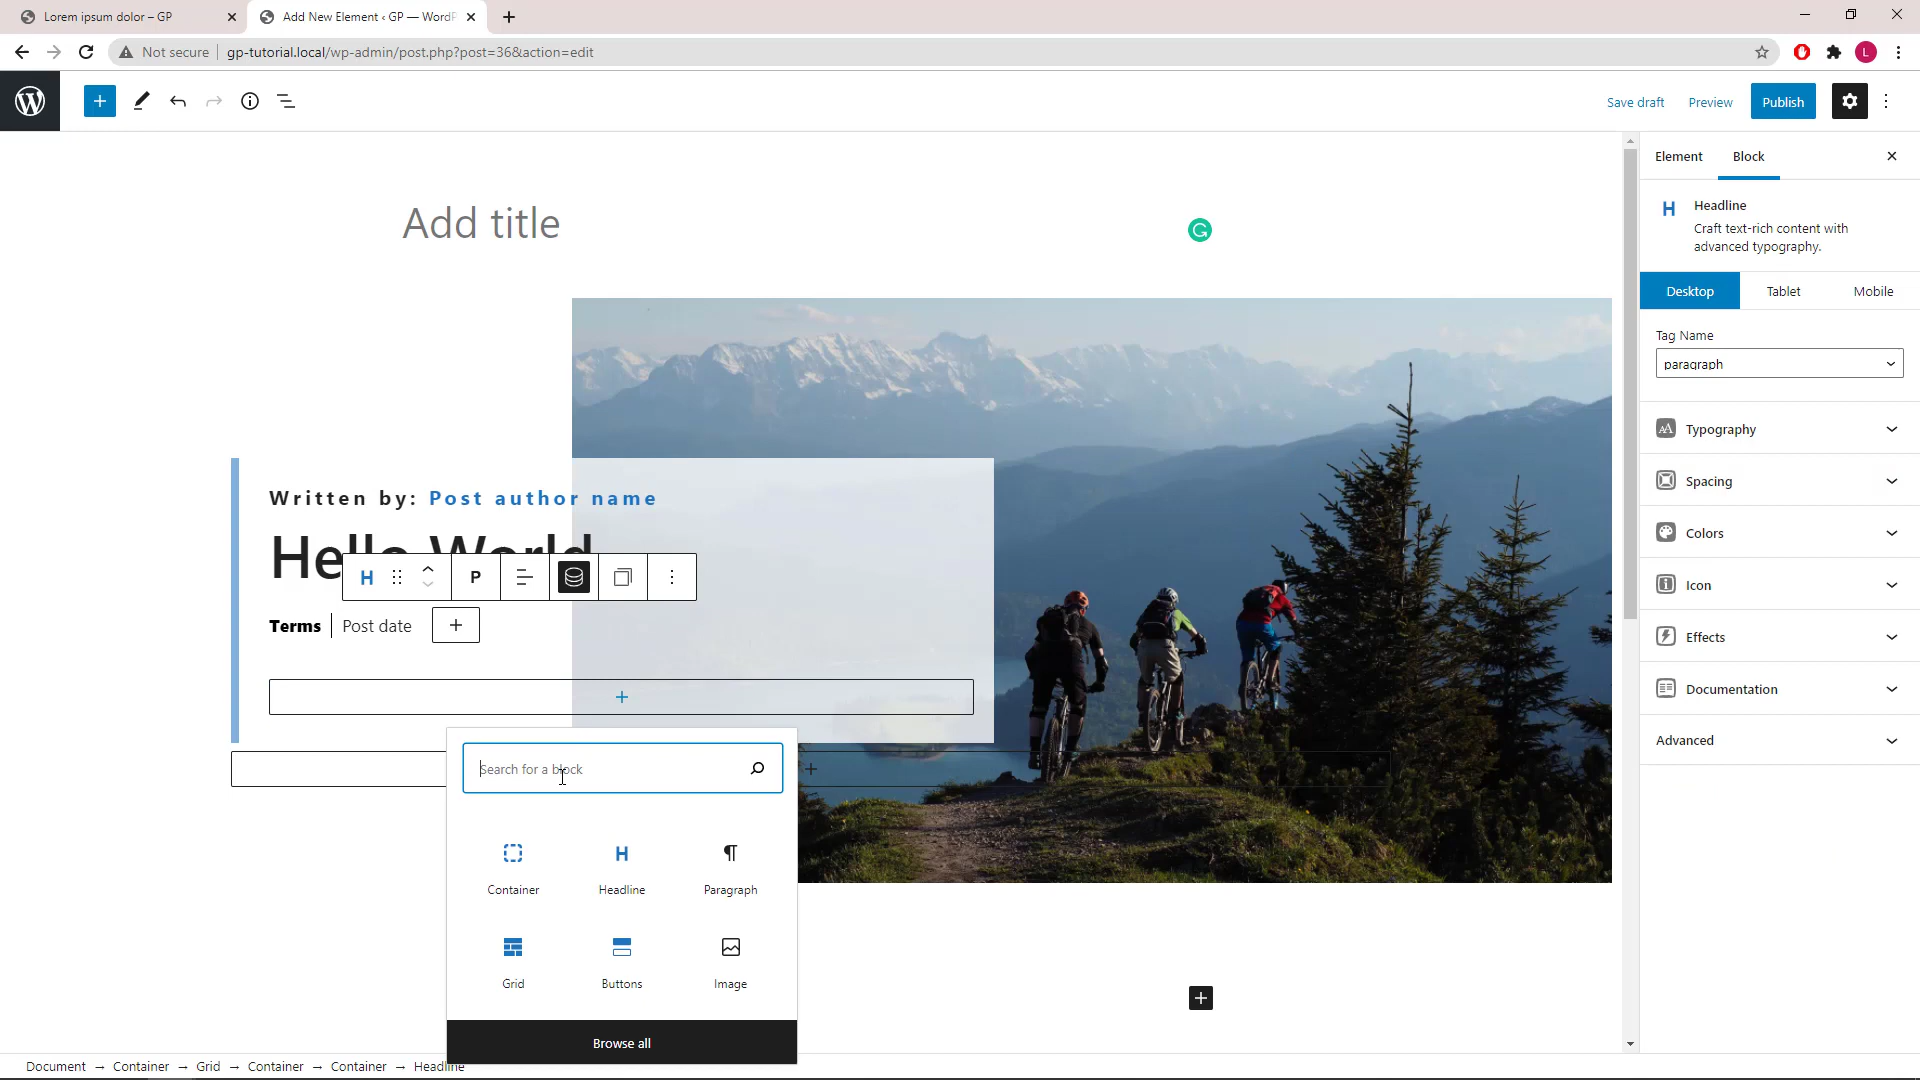 Lorem ipsum dolor – GP
Add New Element ‹ GP — WordP
Not secure
gp-tutorial.local/wp-admin/post.php?post=36&action=edit
L
Save draft
Preview
Publish
Add title
Element
Block
H
Headline
Craft text-rich content with
advanced typography.
Desktop
Tablet
Mobile
Tag Name
paragraph
Typography
Spacing
Colors
Icon
Effects
Documentation
Advanced
Written by: Post author name
Hello World
H
P
Terms
Post date
Search for a block
Container
Headline
Paragraph
Grid
Buttons
Image
Browse all
Document → Container → Grid → Container → Container → Headline